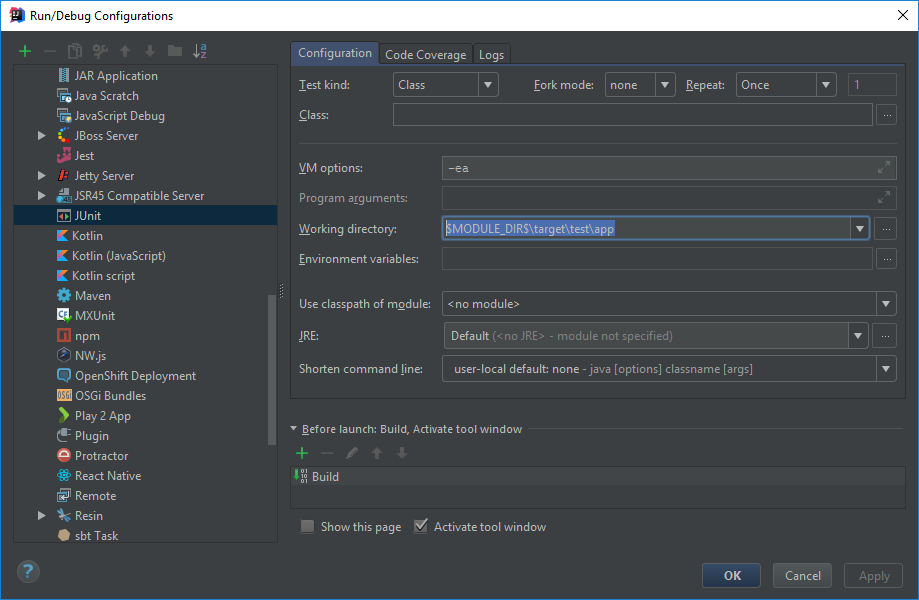 Run/Debug Configurations
JAR Application
Java Scratch
JavaScript Debug
JBoss Server
Jest
Jetty Server
JSR45 Compatible Server
JUnit
Kotlin
Kotlin (JavaScript)
Kotlin script
Maven
MXUnit
npm
NW.js
OpenShift Deployment
OSGi Bundles
Play 2 App
Plugin
Protractor
React Native
Remote
Resin
sbt Task
Configuration Code Coverage Logs
Test kind: Class Fork mode: none Repeat: Once 1
Class: ...
VM options: -ea
Program arguments:
Working directory: $MODULE_DIR$\target\test\app ...
Environment variables: ...
Use classpath of module: <no module>
JRE: Default (<no JRE> - module not specified) ...
Shorten command line: user-local default: none - java [options] classname [args]
Before launch: Build, Activate tool window
Build
Show this page Activate tool window
? OK Cancel Apply